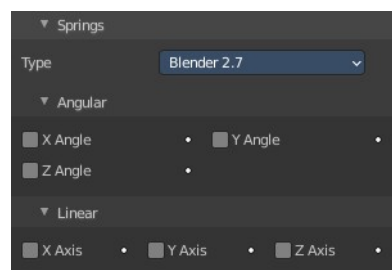 Springs
Type Blender 2.7
Angular
X Angle Y Angle
Z Angle
Linear
X Axis Y Axis Z Axis